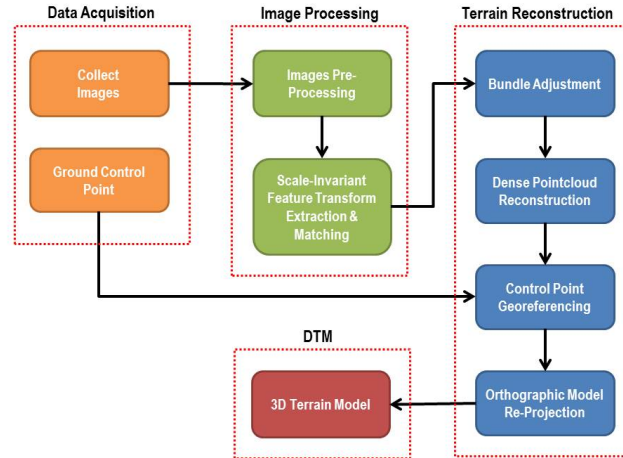 Data Acquisition
Collect
Images
Ground Control
Point
Image Processing
Images Pre-
Processing
Scale-Invariant
Feature Transform
Extraction &
Matching
Terrain Reconstruction
Bundle Adjustment
Dense Pointcloud
Reconstruction
Control Point
Georeferencing
Orthographic Model
Re-Projection
DTM
3D Terrain Model